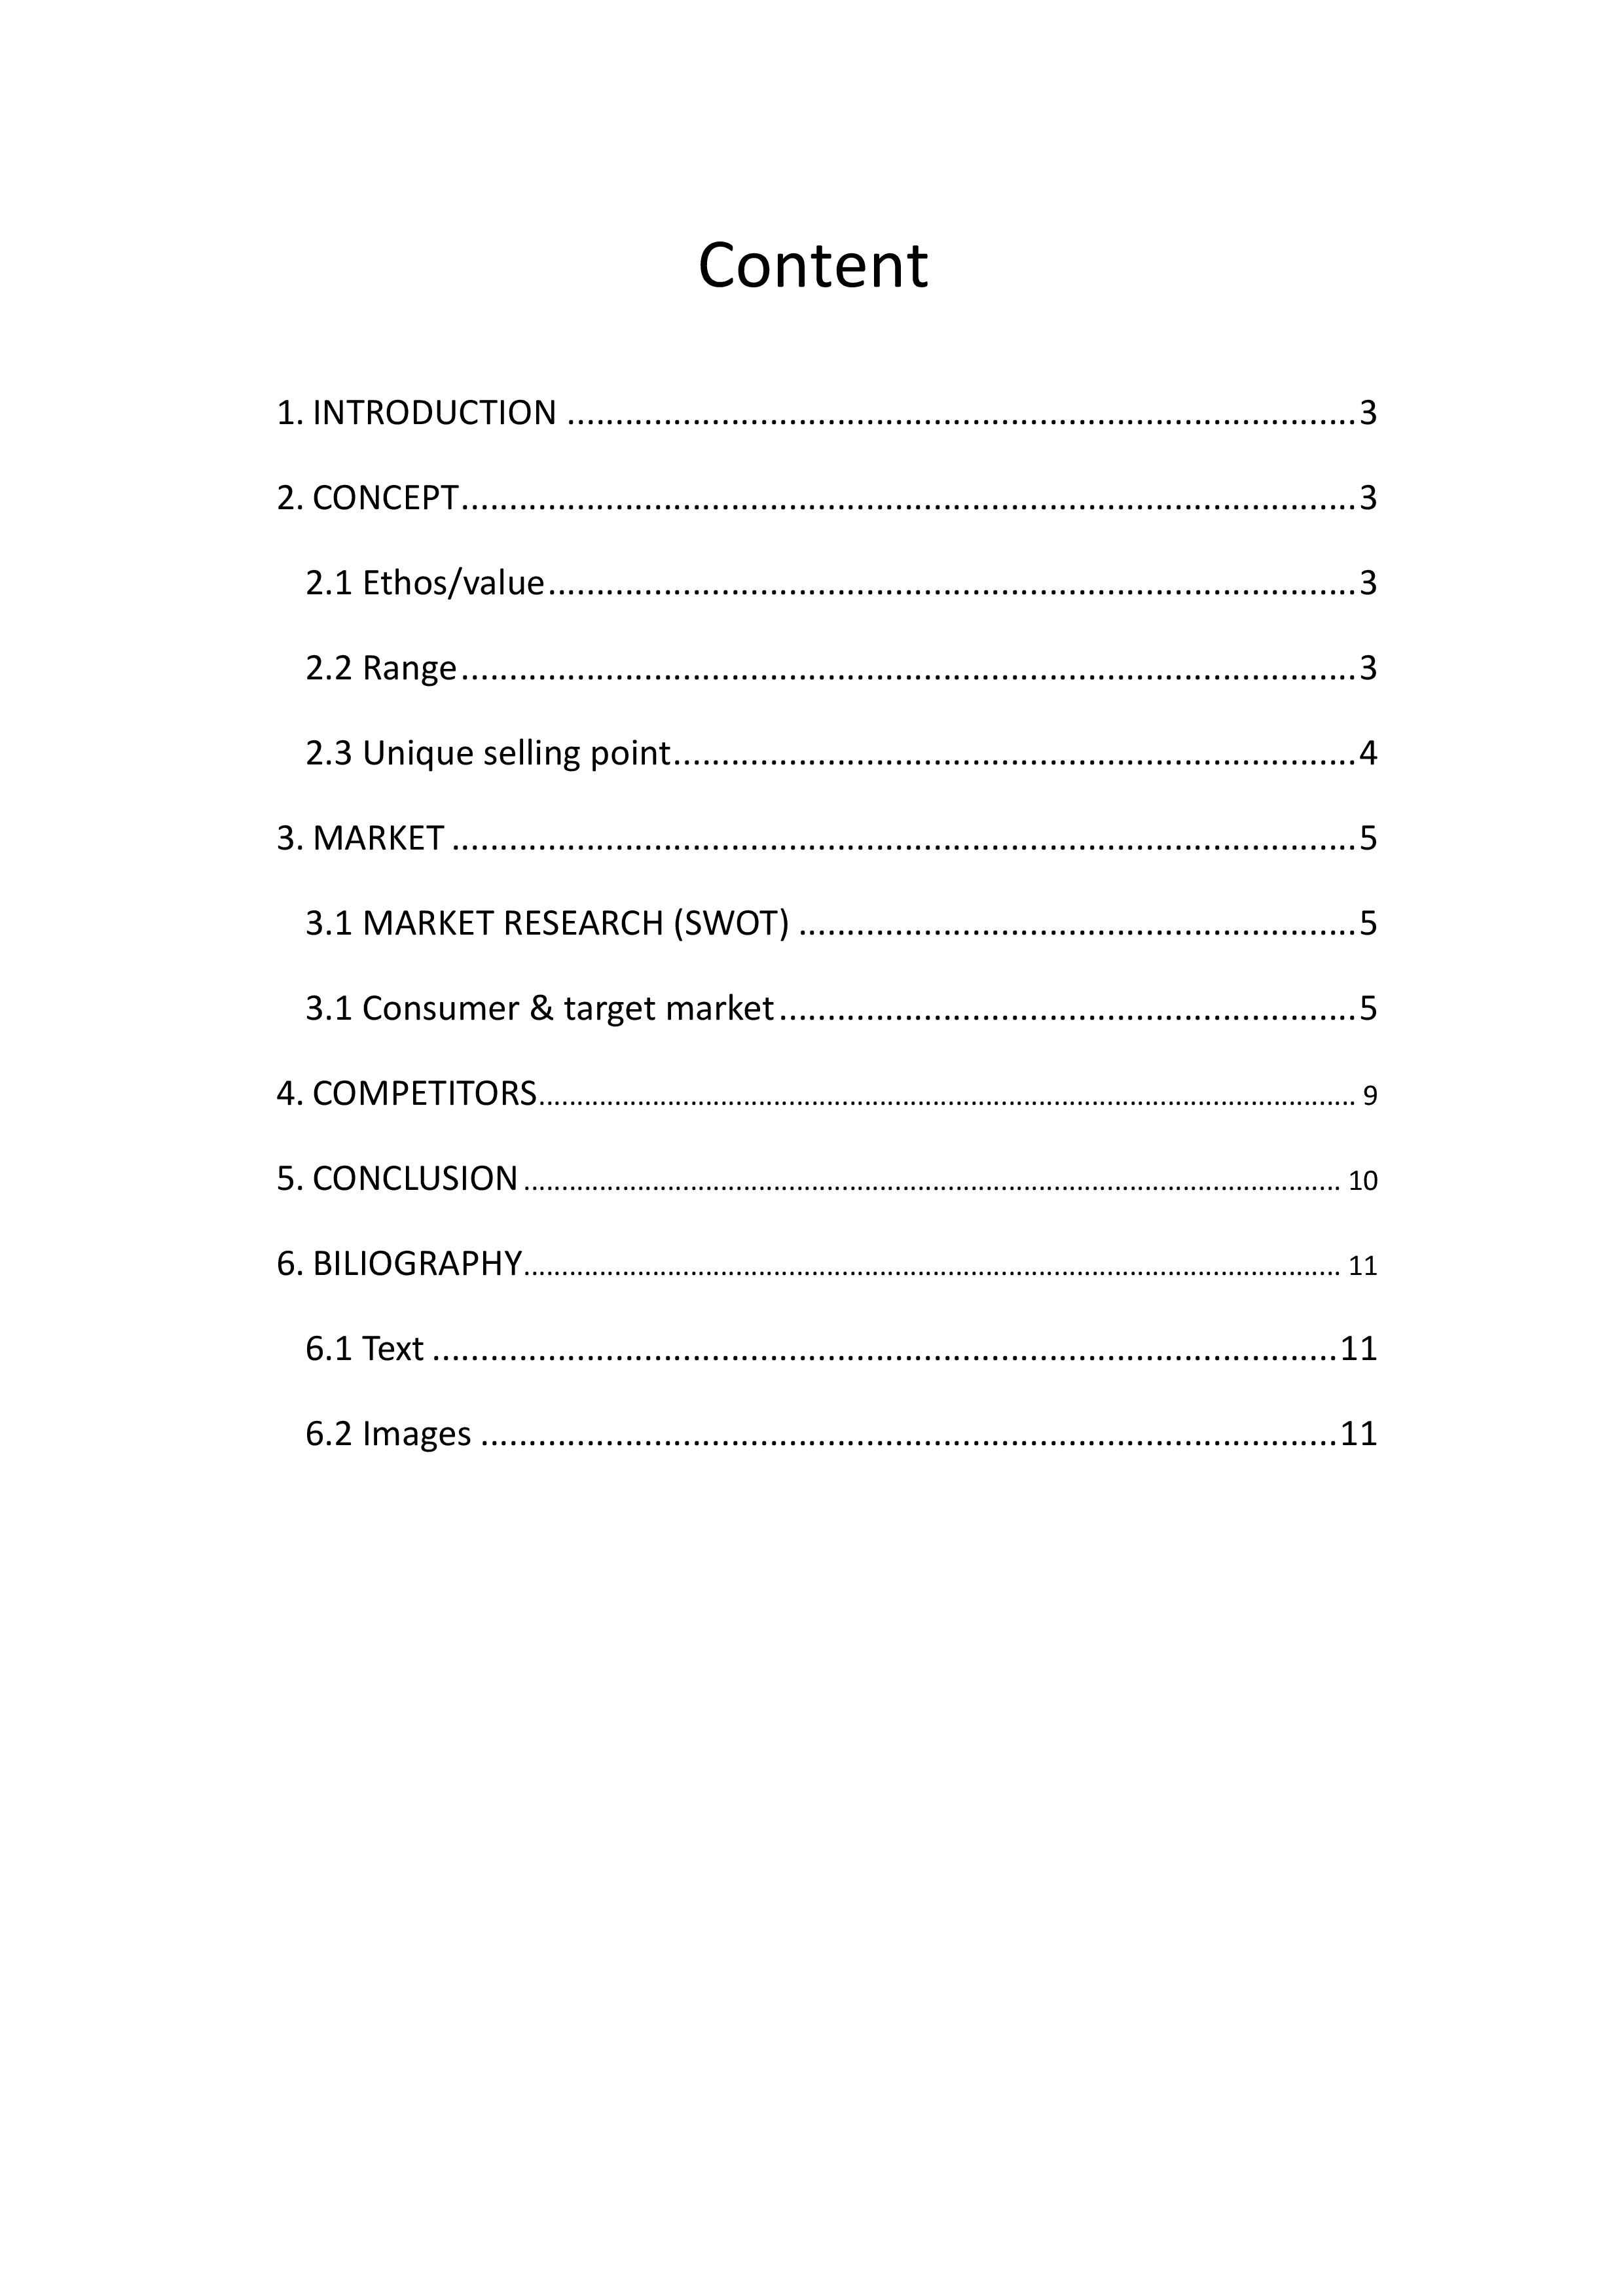 Content
1. INTRODUCTION ................................................................................ 3
2. CONCEPT ........................................................................................... 3
2.1 Ethos/value .................................................................................. 3
2.2 Range ........................................................................................... 3
2.3 Unique selling point ..................................................................... 4
3. MARKET ............................................................................................ 5
3.1 MARKET RESEARCH (SWOT) ........................................................ 5
3.1 Consumer & target market .......................................................... 5
4. COMPETITORS ................................................................................... 9
5. CONCLUSION ..................................................................................... 10
6. BILIOGRAPHY .................................................................................... 11
6.1 Text .............................................................................................. 11
6.2 Images ......................................................................................... 11